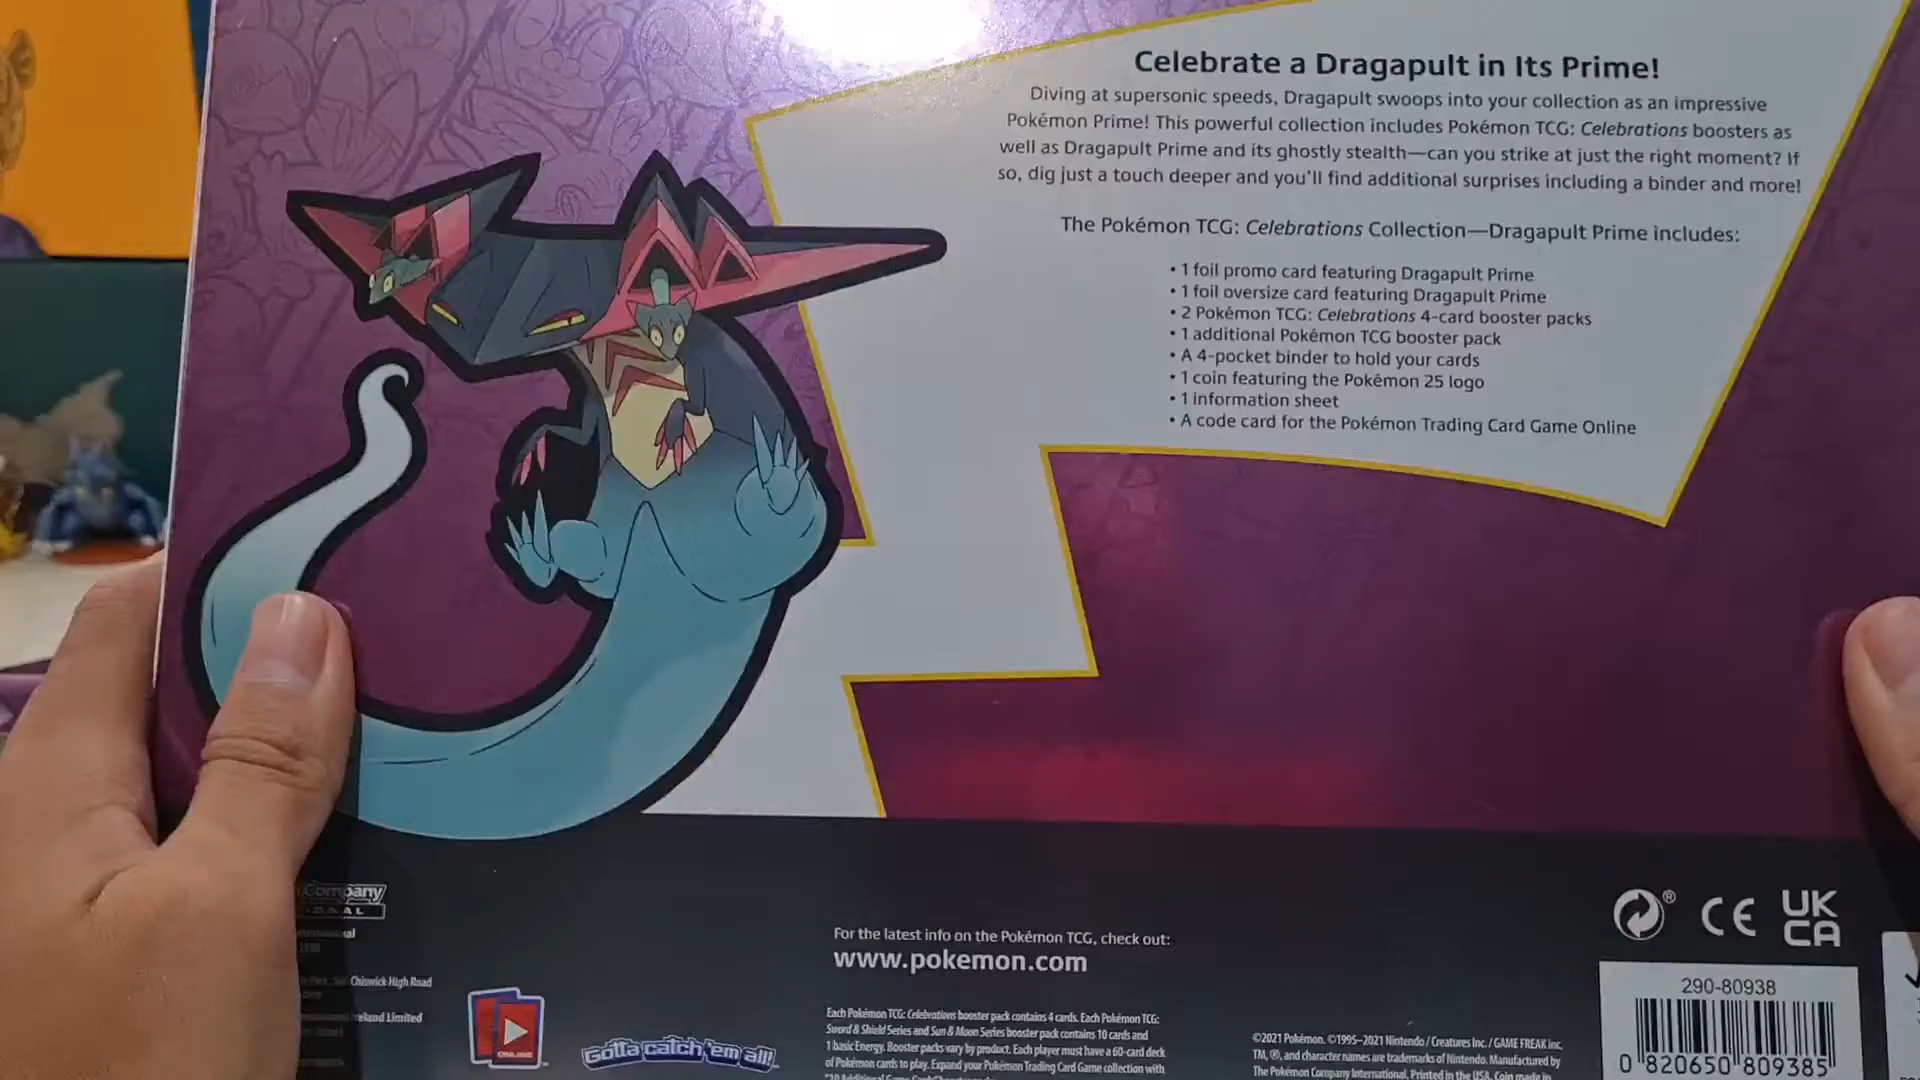 Celebrate a Dragapult in Its Prime!
Diving at supersonic speeds, Dragapult swoops into your collection as an impressive
Pokémon Prime! This powerful collection includes Pokémon TCG: Celebrations boosters as
well as Dragapult Prime and its ghostly stealth—can you strike at just the right moment? If
so, dig just a touch deeper and you'll find additional surprises including a binder and more!
The Pokémon TCG: Celebrations Collection—Dragapult Prime includes:
• 1 foil promo card featuring Dragapult Prime
• 1 foil oversize card featuring Dragapult Prime
• 2 Pokémon TCG: Celebrations 4-card booster packs
• 1 additional Pokémon TCG booster pack
• A 4-pocket binder to hold your cards
• 1 coin featuring the Pokémon 25 logo
• 1 information sheet
• A code card for the Pokémon Trading Card Game Online
Company
Chiswick High Road
Limited
ONLINE
Gotta catch 'em all!
For the latest info on the Pokémon TCG, check out:
www.pokemon.com
Each Pokémon TCG: Celebrations booster pack contains 4 cards. Each Pokémon TCG:
Sword & Shield Series and Sun & Moon Series booster pack contains 10 cards and
1 basic Energy. Booster packs vary by product. Each player must have a 60-card deck
of Pokémon cards to play. Expand your Pokémon Trading Card Game collection with
©2021 Pokémon. ©1995–2021 Nintendo / Creatures Inc. / GAME FREAK inc.
TM, ®, and character names are trademarks of Nintendo. Manufactured by
The Pokémon Company International. Printed in the USA. Coin made in
®
CE
UK
CA
290-80938
0 820650 809385